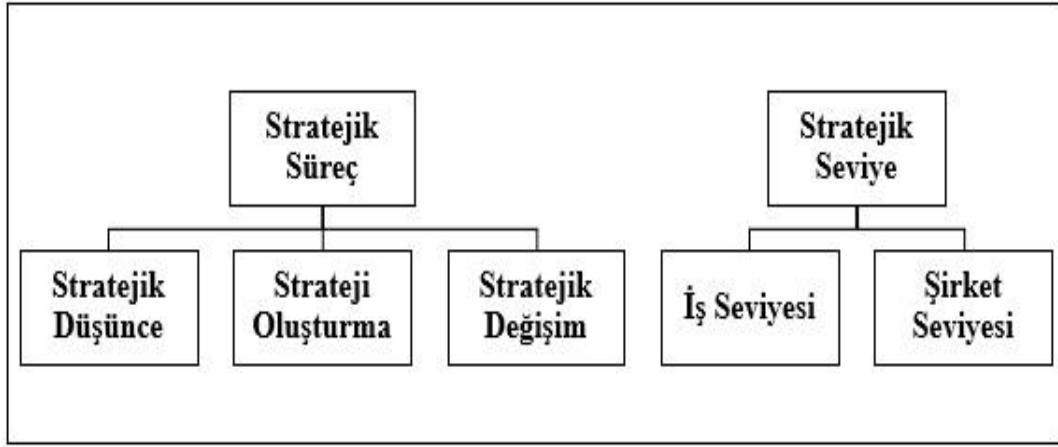 Stratejik
Süreç
Stratejik
Seviye
Stratejik
Düşünce
Strateji
Oluşturma
Stratejik
Değişim
İş Seviyesi
Şirket
Seviyesi